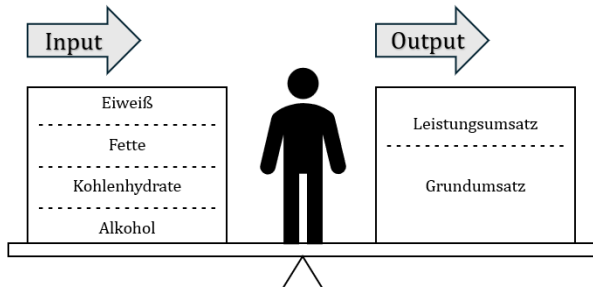 Input
Eiweiß
Fette
Kohlenhydrate
Alkohol
Output
Leistungsumsatz
Grundumsatz